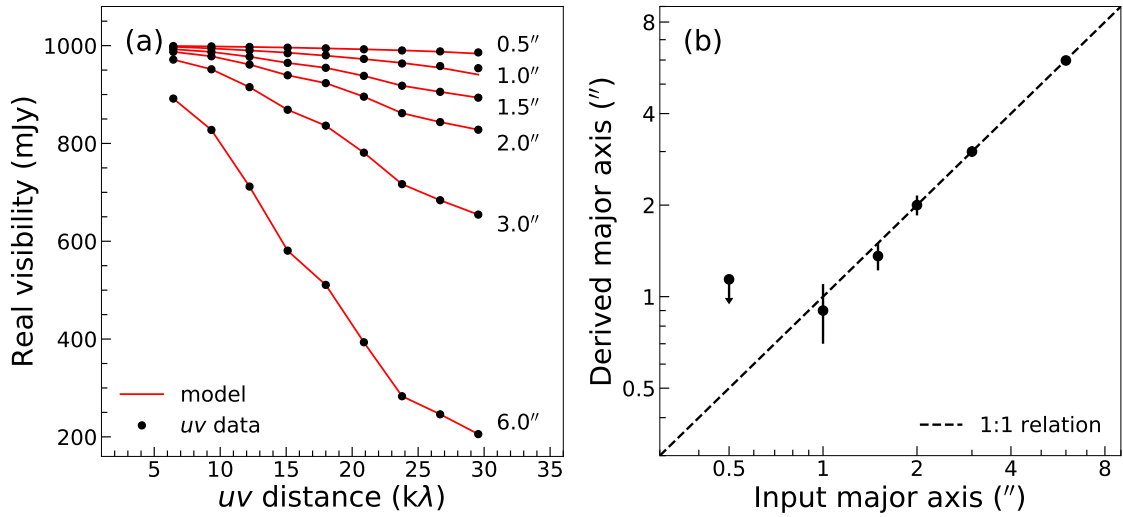 (a)
0.5″
1.0″
1.5″
2.0″
3.0″
6.0″
1000
800
600
400
200
Real visibility (mJy)
model
uv data
5 10 15 20 25 30 35
uv distance (kλ)
(b)
8
4
2
1
0.5
Derived major axis (″)
1:1 relation
0.5 1 2 4 8
Input major axis (″)